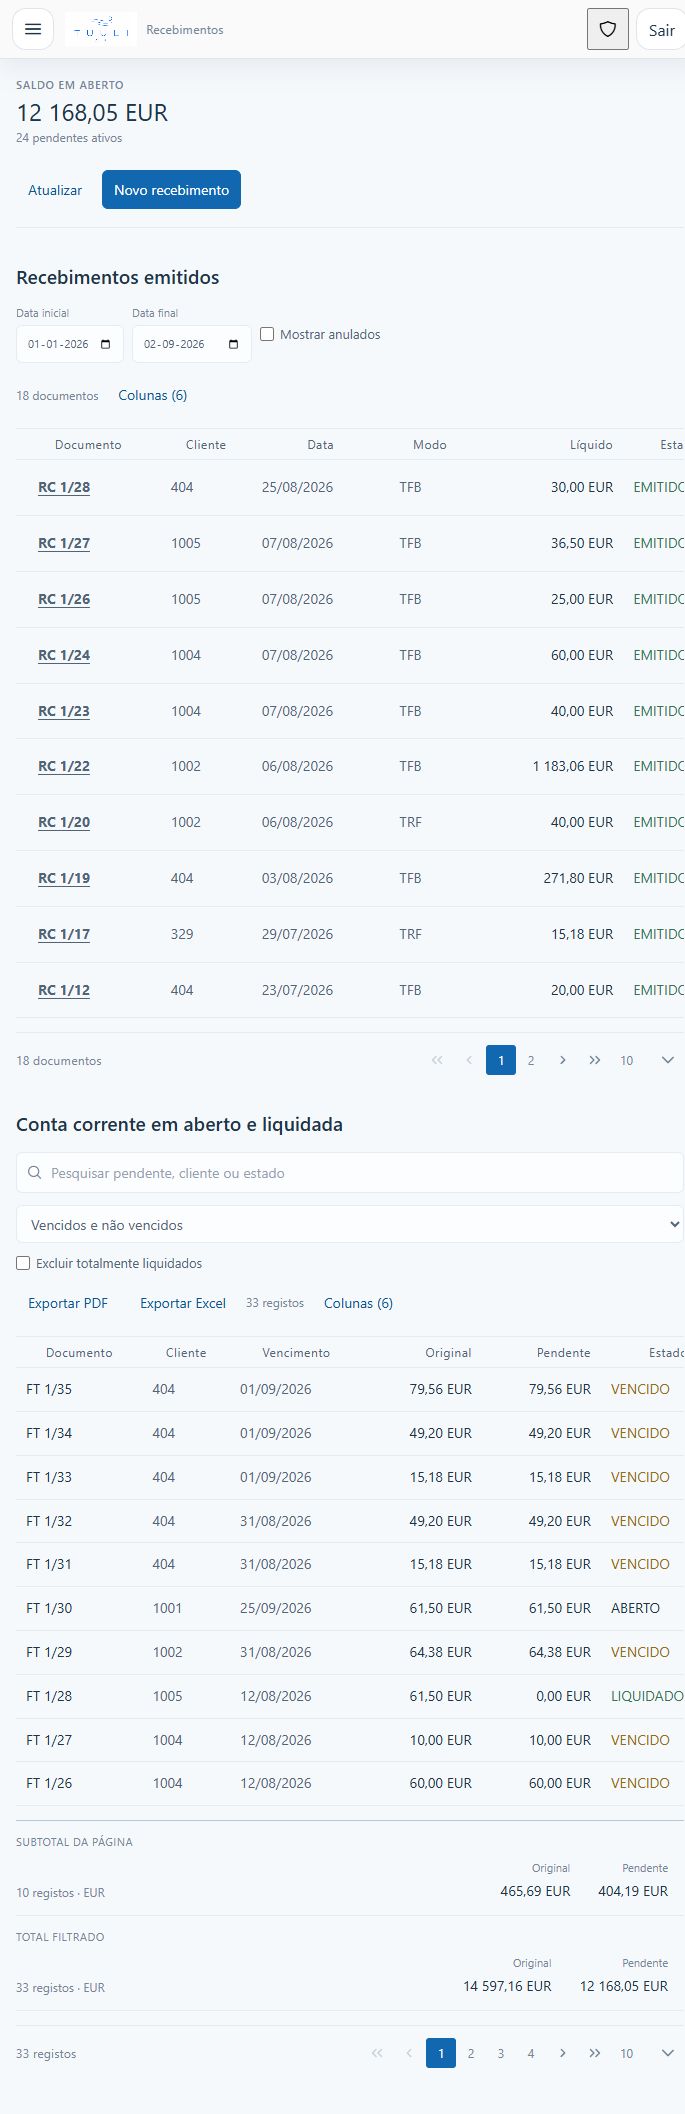 TUVLI Recebimentos Sair
SALDO EM ABERTO
12 168,05 EUR
24 pendentes ativos
Atualizar Novo recebimento
Recebimentos emitidos
Data inicial Data final
01-01-2026 02-09-2026 Mostrar anulados
18 documentos Colunas (6)
Documento Cliente Data Modo Líquido Esta
RC 1/28 404 25/08/2026 TFB 30,00 EUR EMITIDO
RC 1/27 1005 07/08/2026 TFB 36,50 EUR EMITIDO
RC 1/26 1005 07/08/2026 TFB 25,00 EUR EMITIDO
RC 1/24 1004 07/08/2026 TFB 60,00 EUR EMITIDO
RC 1/23 1004 07/08/2026 TFB 40,00 EUR EMITIDO
RC 1/22 1002 06/08/2026 TFB 1 183,06 EUR EMITIDO
RC 1/20 1002 06/08/2026 TRF 40,00 EUR EMITIDO
RC 1/19 404 03/08/2026 TFB 271,80 EUR EMITIDO
RC 1/17 329 29/07/2026 TRF 15,18 EUR EMITIDO
RC 1/12 404 23/07/2026 TFB 20,00 EUR EMITIDO
18 documentos « ‹ 1 2 › » 10
Conta corrente em aberto e liquidada
Pesquisar pendente, cliente ou estado
Vencidos e não vencidos
Excluir totalmente liquidados
Exportar PDF Exportar Excel 33 registos Colunas (6)
Documento Cliente Vencimento Original Pendente Estado
FT 1/35 404 01/09/2026 79,56 EUR 79,56 EUR VENCIDO
FT 1/34 404 01/09/2026 49,20 EUR 49,20 EUR VENCIDO
FT 1/33 404 01/09/2026 15,18 EUR 15,18 EUR VENCIDO
FT 1/32 404 31/08/2026 49,20 EUR 49,20 EUR VENCIDO
FT 1/31 404 31/08/2026 15,18 EUR 15,18 EUR VENCIDO
FT 1/30 1001 25/09/2026 61,50 EUR 61,50 EUR ABERTO
FT 1/29 1002 31/08/2026 64,38 EUR 64,38 EUR VENCIDO
FT 1/28 1005 12/08/2026 61,50 EUR 0,00 EUR LIQUIDADO
FT 1/27 1004 12/08/2026 10,00 EUR 10,00 EUR VENCIDO
FT 1/26 1004 12/08/2026 60,00 EUR 60,00 EUR VENCIDO
SUBTOTAL DA PÁGINA
Original Pendente
10 registos · EUR 465,69 EUR 404,19 EUR
TOTAL FILTRADO
Original Pendente
33 registos · EUR 14 597,16 EUR 12 168,05 EUR
33 registos « ‹ 1 2 3 4 › » 10